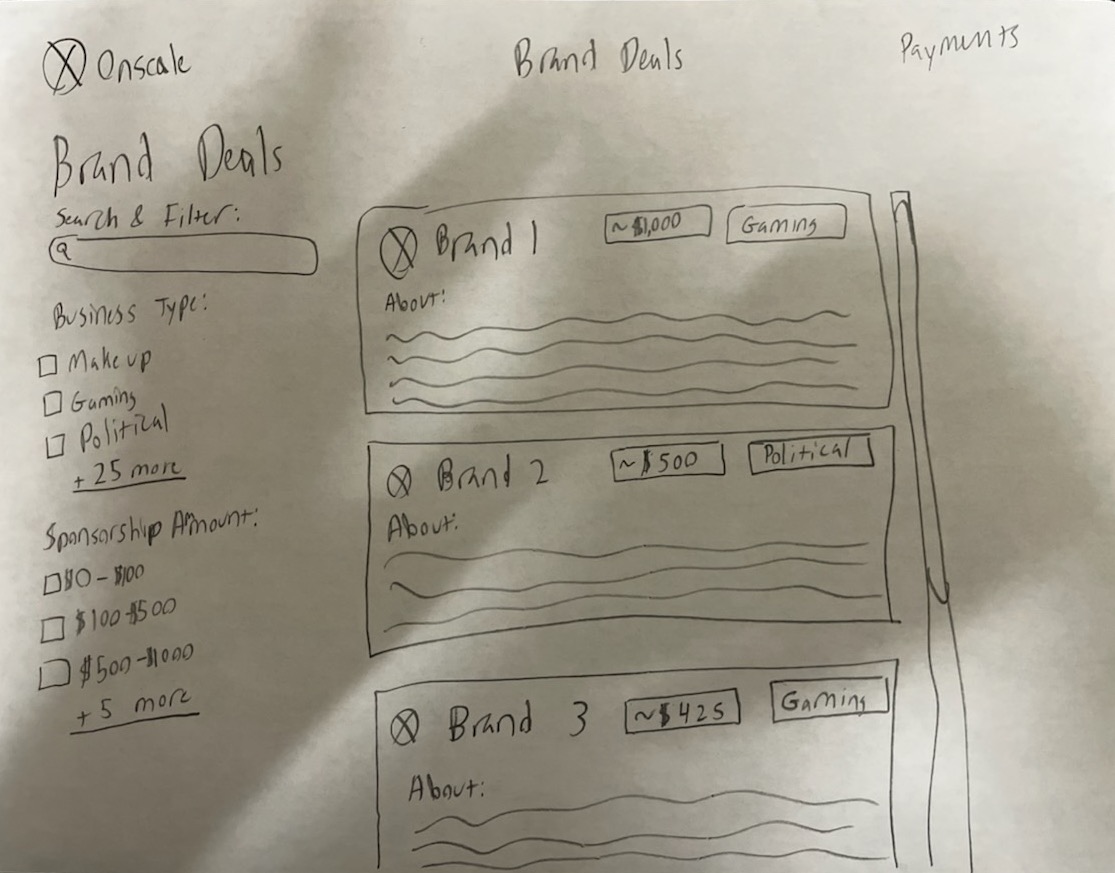 Onscale
Brand Deals
Payments
Brand Deals
Search & Filter:
Business Type:
Makeup
Gaming
Political
+ 25 more
Sponsorship Amount:
$0 - $100
$100-$500
$500-$1000
+ 5 more
Brand 1 ~$1,000 Gaming
About:
Brand 2 ~$500 Political
About:
Brand 3 ~$425 Gaming
About: